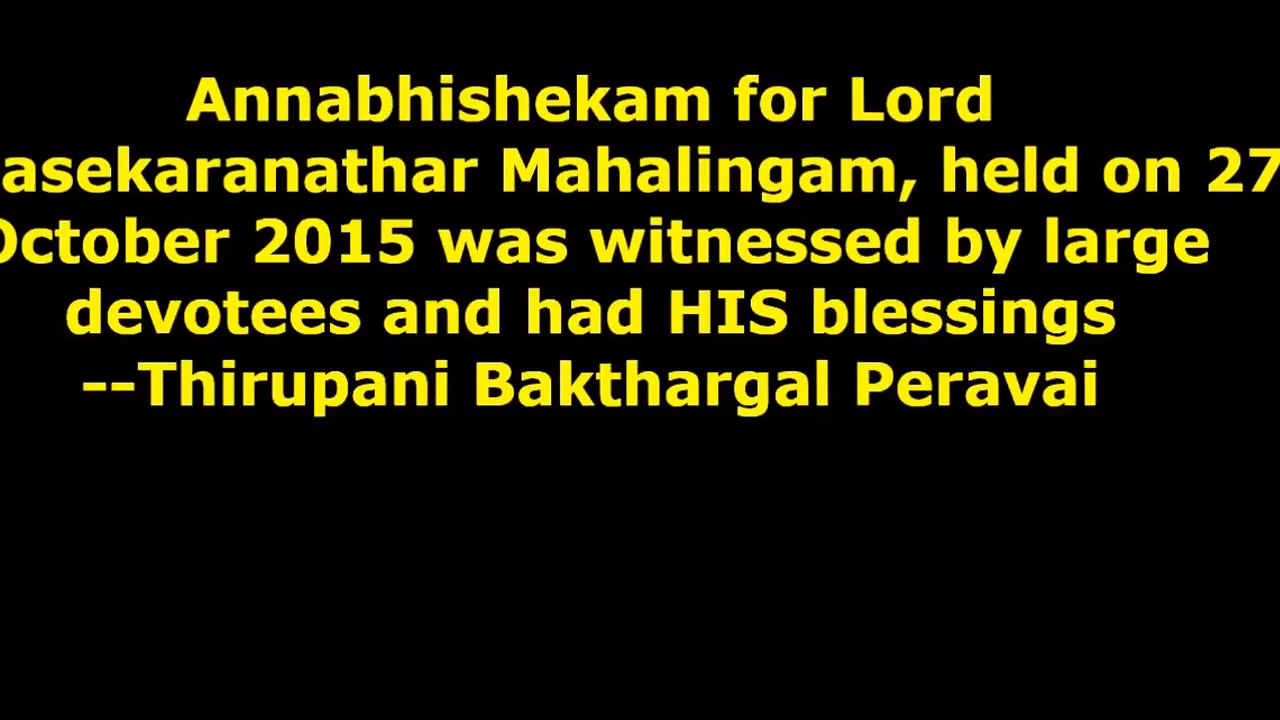 Annabhishekam for Lord
asekaranathar Mahalingam, held on 27
October 2015 was witnessed by large
devotees and had HIS blessings
--Thirupani Bakthargal Peravai